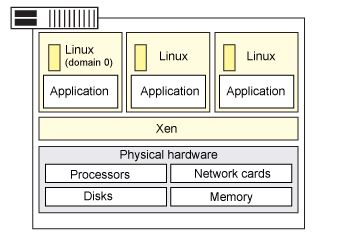 Linux
(domain 0)
Linux
Linux
Application
Application
Application
Xen
Physical hardware
Processors
Network cards
Disks
Memory